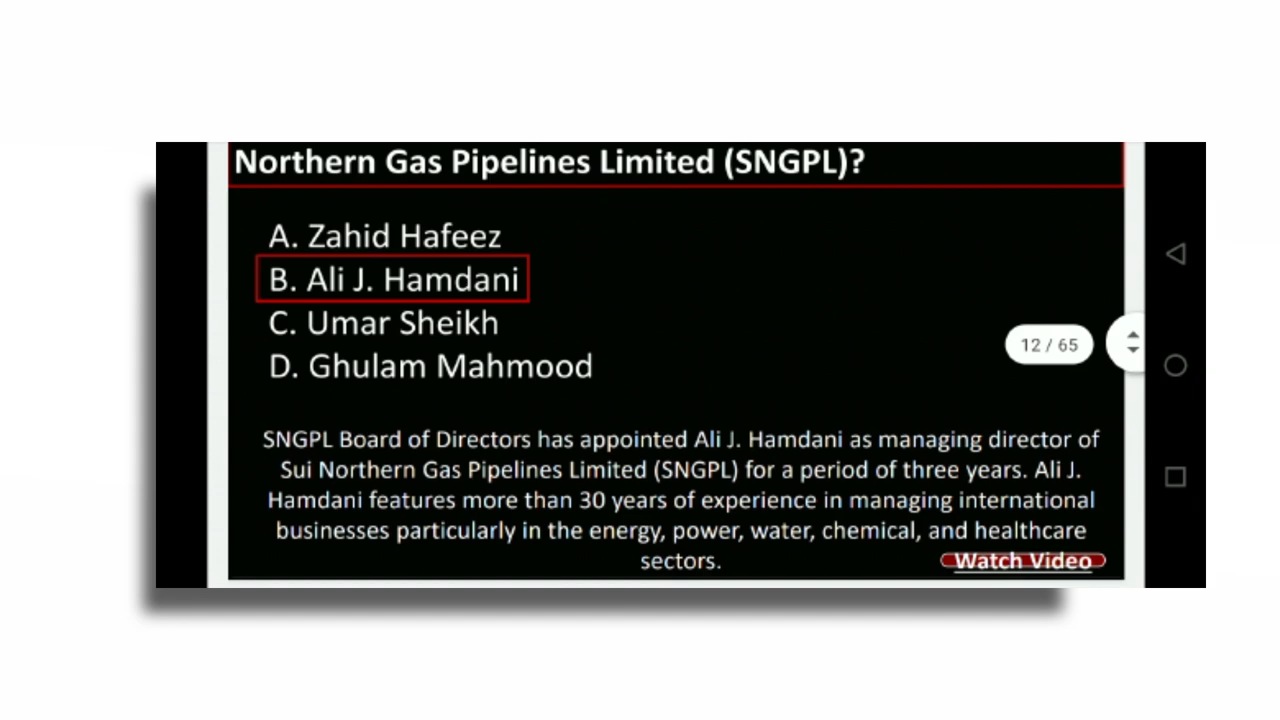 Northern Gas Pipelines Limited (SNGPL)?
A. Zahid Hafeez
B. Ali J. Hamdani
C. Umar Sheikh
D. Ghulam Mahmood
12 / 65
SNGPL Board of Directors has appointed Ali J. Hamdani as managing director of
Sui Northern Gas Pipelines Limited (SNGPL) for a period of three years. Ali J.
Hamdani features more than 30 years of experience in managing international
businesses particularly in the energy, power, water, chemical, and healthcare
sectors.
Watch Video